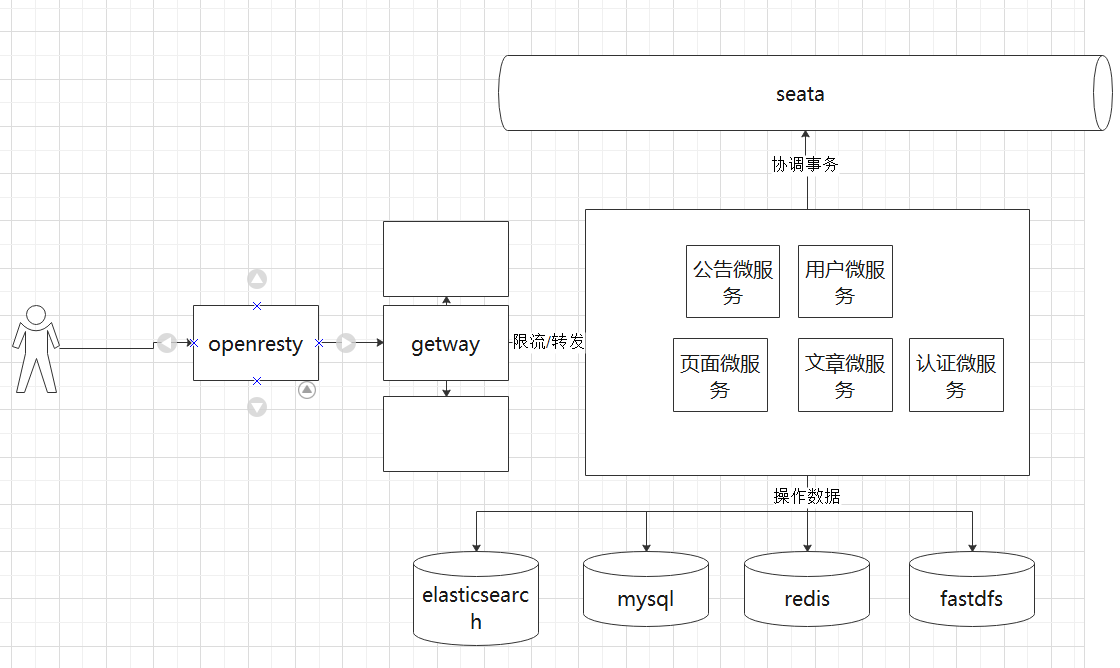 seata
协调事务
公告微服
务
用户微服
务
openresty
getway
限流/转发
页面微服
务
文章微服
务
认证微服
务
操作数据
elasticsearc
h
mysql
redis
fastdfs